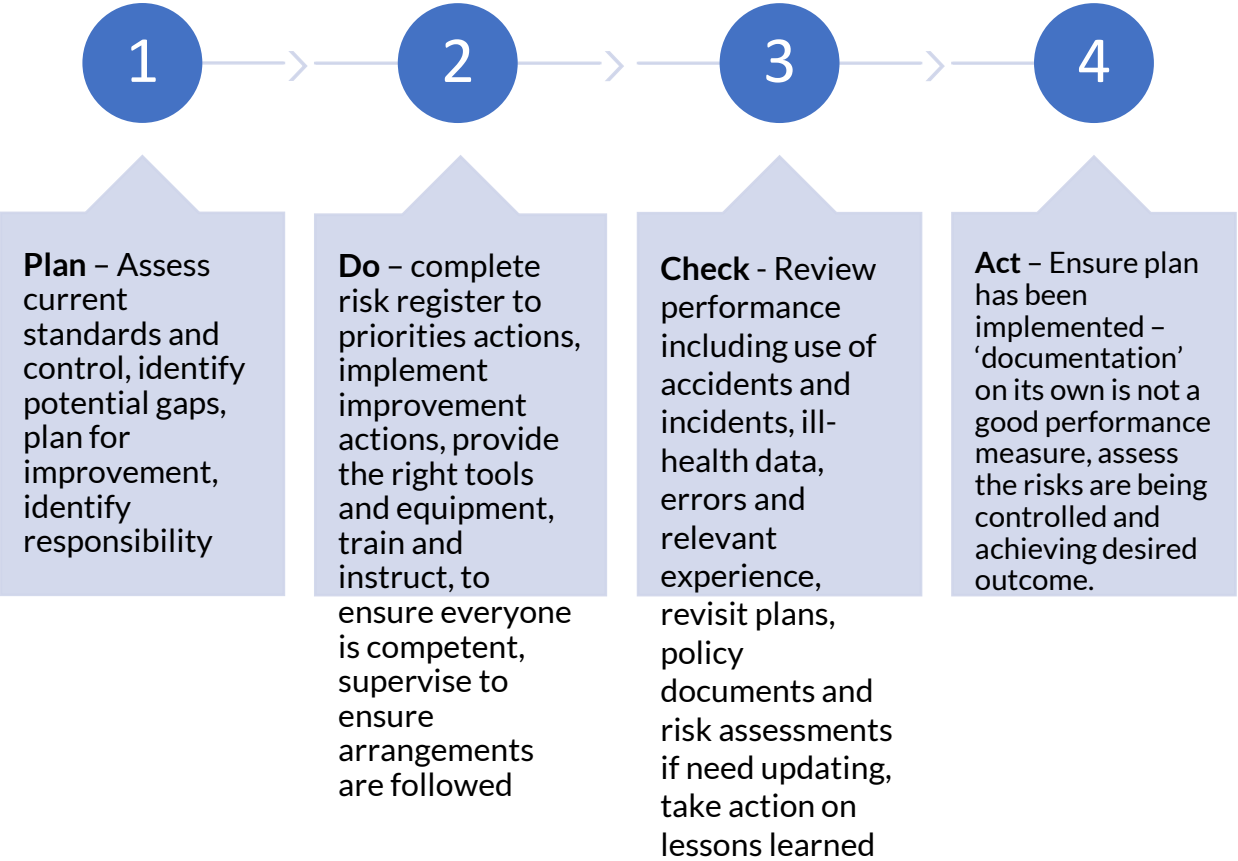 1
2
3
4
Plan – Assess
current
standards and
control, identify
potential gaps,
plan for
improvement,
identify
responsibility
Do – complete
risk register to
priorities actions,
implement
improvement
actions, provide
the right tools
and equipment,
train and
instruct, to
ensure everyone
is competent,
supervise to
ensure
arrangements
are followed
Check - Review
performance
including use of
accidents and
incidents, ill-
health data,
errors and
relevant
experience,
revisit plans,
policy
documents and
risk assessments
if need updating,
take action on
lessons learned
Act – Ensure plan
has been
implemented –
‘documentation’
on its own is not a
good performance
measure, assess
the risks are being
controlled and
achieving desired
outcome.